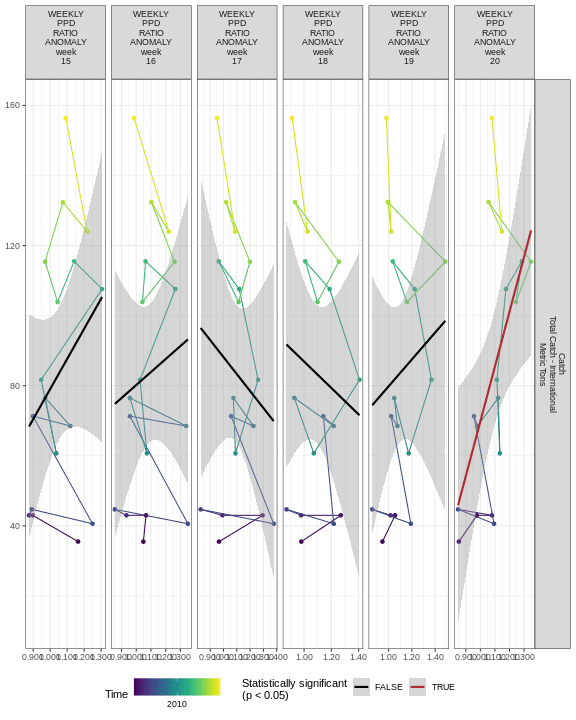 WEEKLY
PPD
RATIO
ANOMALY
week
15
WEEKLY
PPD
RATIO
ANOMALY
week
16
WEEKLY
PPD
RATIO
ANOMALY
week
17
WEEKLY
PPD
RATIO
ANOMALY
week
18
WEEKLY
PPD
RATIO
ANOMALY
week
19
WEEKLY
PPD
RATIO
ANOMALY
week
20
160
120
80
40
Catch
Total Catch - International
Metric Tons
1.00 1.20 1.40
1.00 1.20 1.40
Time
2010
Statistically significant
(p < 0.05)
FALSE
TRUE